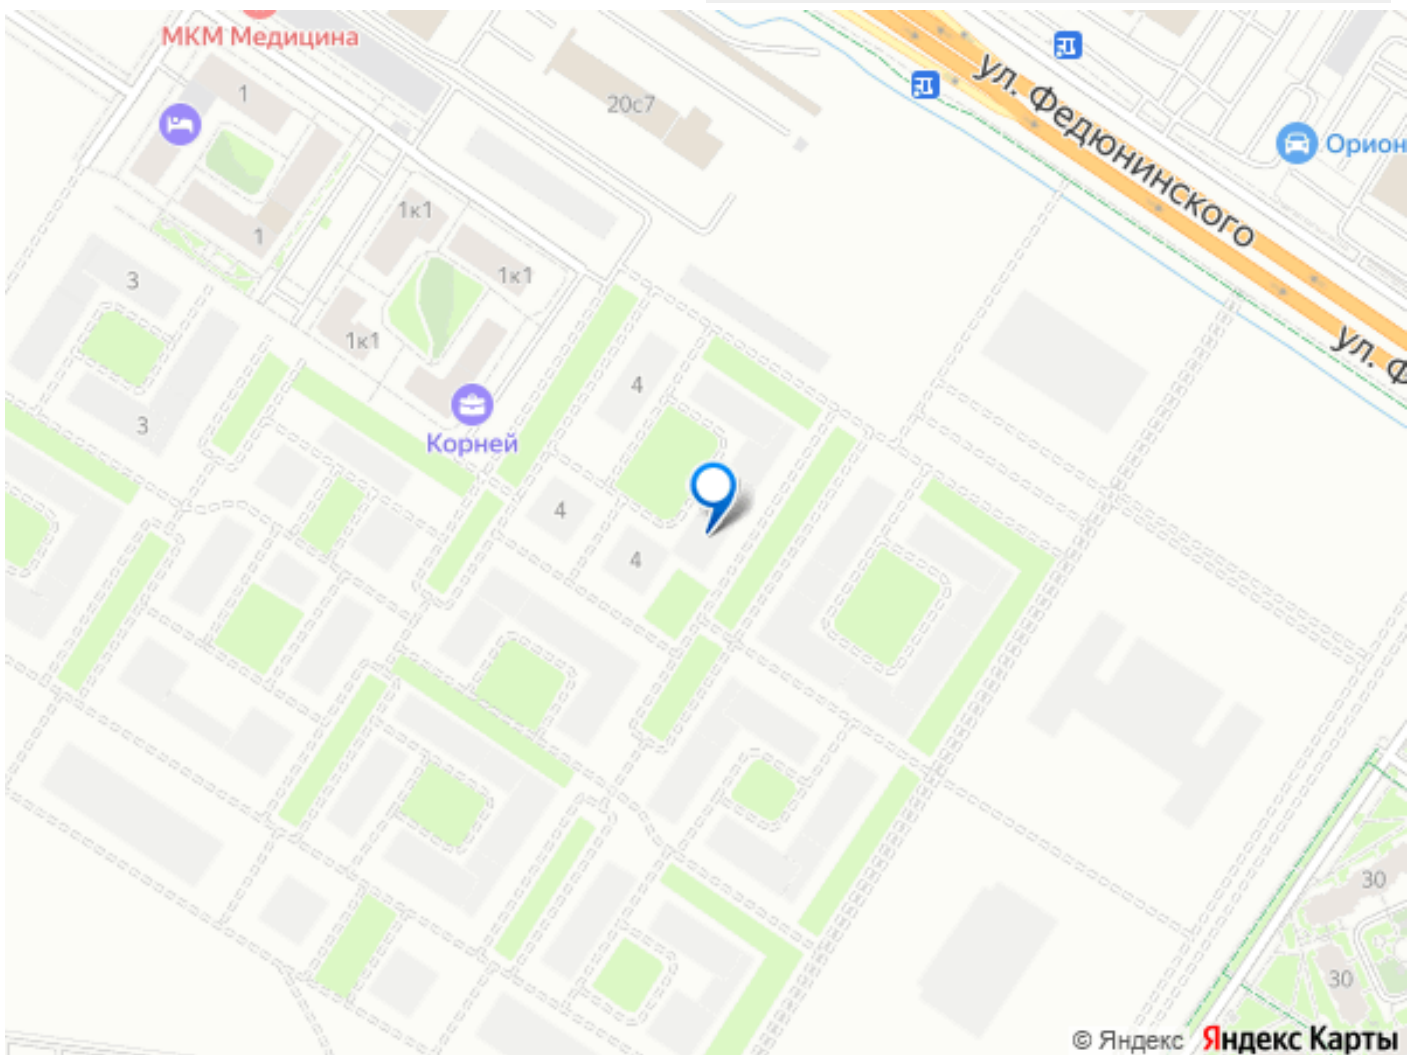 МКМ Медицина
1
20с7
ул. Федюнинского
Орион
1к1
1
1к1
3
1к1
ул. Ф
4
3
Корней
4
4
30
30
© Яндекс Яндекс Карты